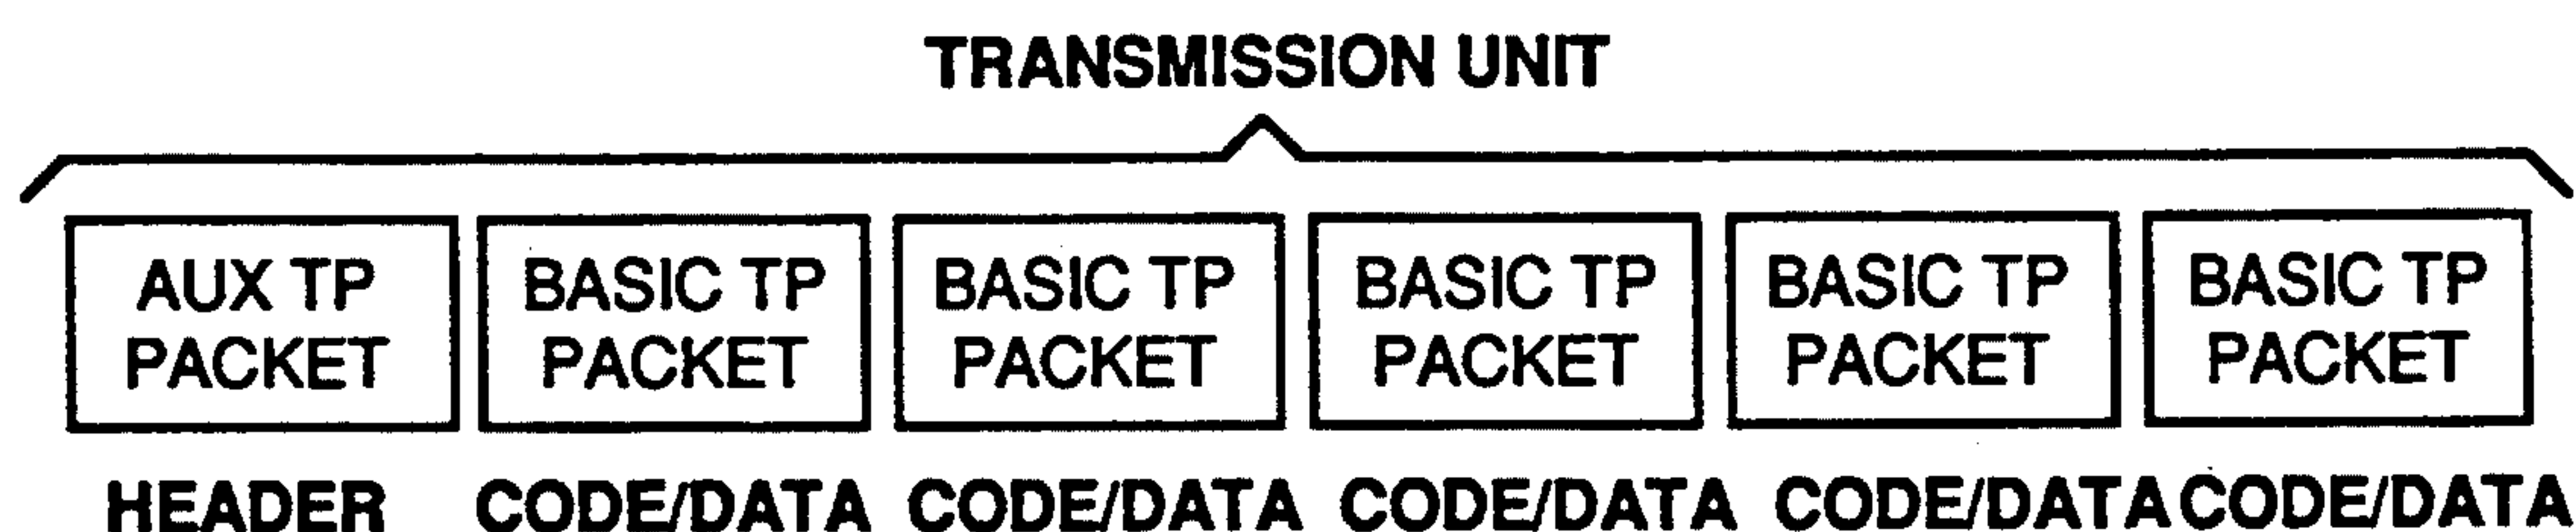 TRANSMISSION UNIT
AUX TP PACKET
BASIC TP PACKET
BASIC TP PACKET
BASIC TP PACKET
BASIC TP PACKET
BASIC TP PACKET
HEADER CODE/DATA CODE/DATA CODE/DATA CODE/DATA CODE/DATA